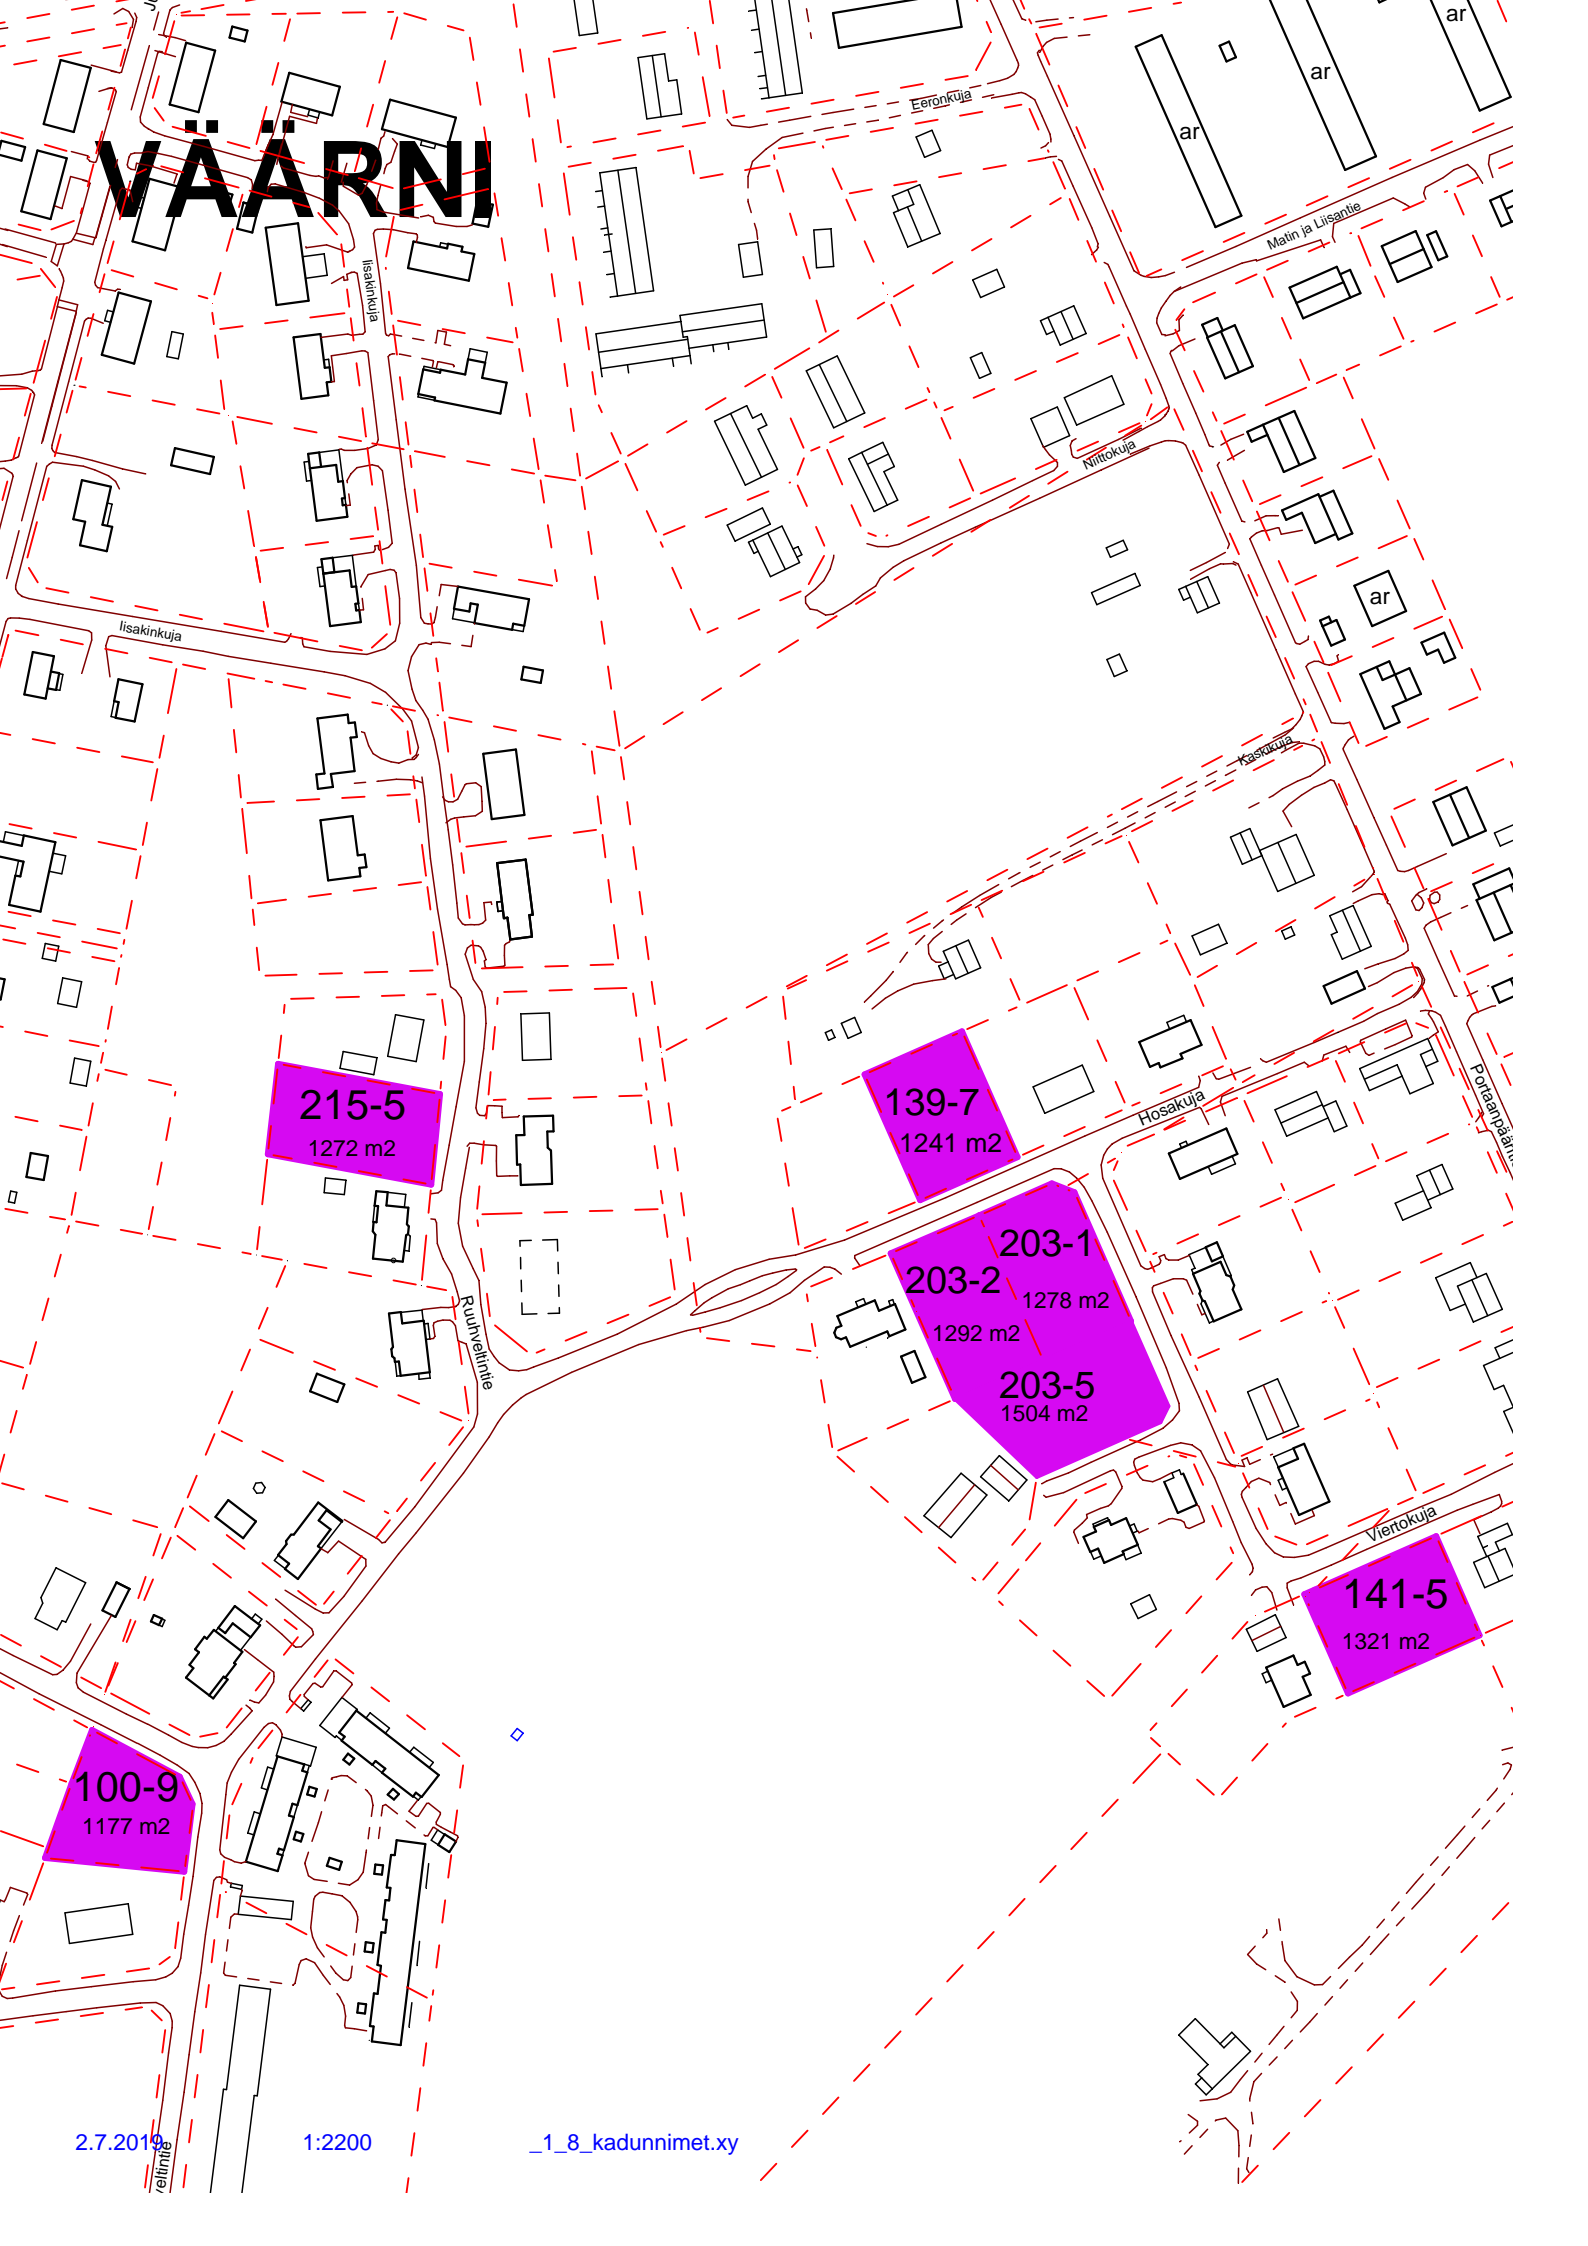 ar
ar
Eeronkuja
ar
VÄÄRNI
Matin ja Liisantie
Iisakinkuja
Niittokuja
ar
Iisakinkuja
Kaskikuja
215-5
1272 m2
139-7
1241 m2
Hosakuja
203-1
203-2
1278 m2
1292 m2
Ruuhveltintie
203-5
1504 m2
Viertokuja
141-5
1321 m2
100-9
1177 m2
2.7.2019
1:2200
_1_8_kadunnimet.xy
veltintie